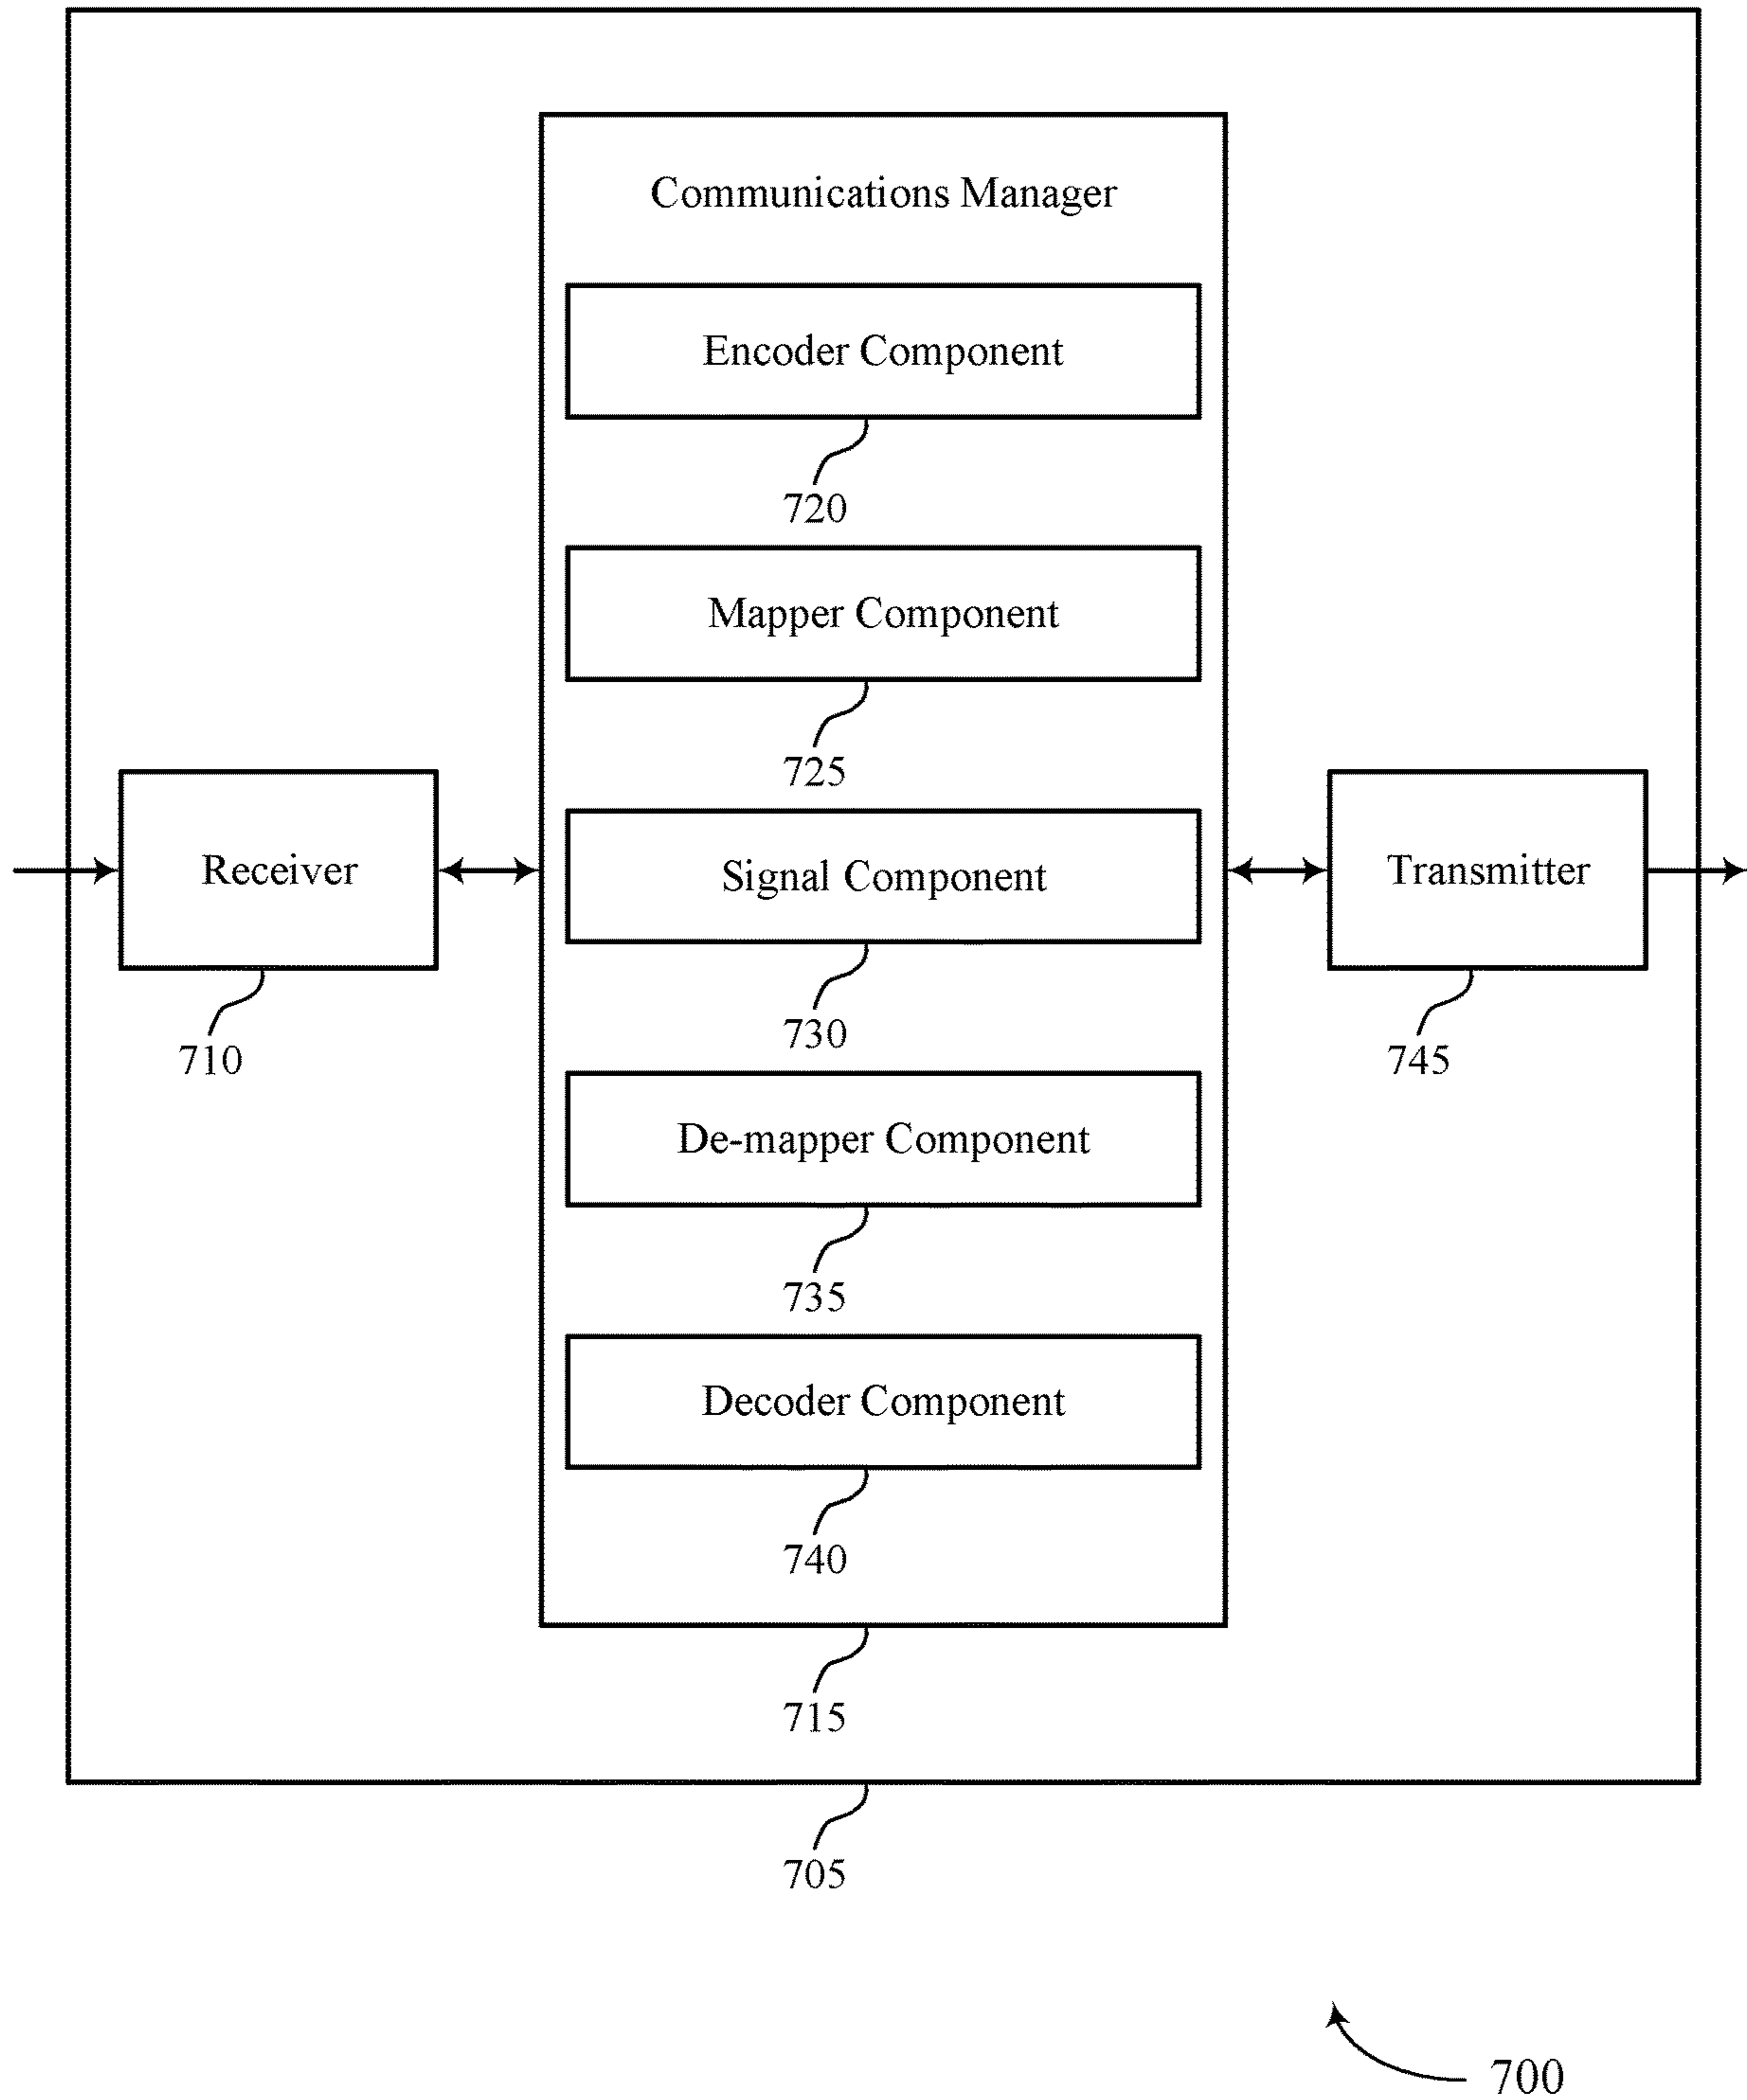 Communications Manager
Encoder Component
720
Mapper Component
725
Receiver
710
Signal Component
730
Transmitter
745
De-mapper Component
735
Decoder Component
740
715
705
700